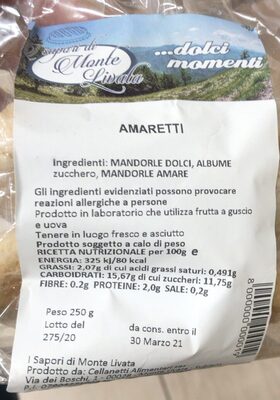 I Sapori di
Monte
Livata
...dolci
momenti
AMARETTI
Ingredienti: MANDORLE DOLCI, ALBUME
zucchero, MANDORLE AMARE
Gli ingredienti evidenziati possono provocare
reazioni allergiche a persone
Prodotto in laboratorio che utilizza frutta a guscio
e uova
Tenere in luogo fresco e asciutto
Prodotto soggetto a calo di peso
RICETTA NUTRIZIONALE per 100g e
ENERGIA: 325 kJ/80 kcal
GRASSI: 2,07g di cui acidi grassi saturi: 0,491g
CARBOIDRATI: 15,67g di cui zuccheri: 11,75g
FIBRE: 0.2g PROTEINE: 2,0g SALE: 0,2g
Peso 250 g
Lotto del
275/20
da cons. entro il
30 Marzo 21
I Sapori di Monte Livata
Prodotto da: Cellanetti Alimentari
Via dei Boschi, 1 - 00028